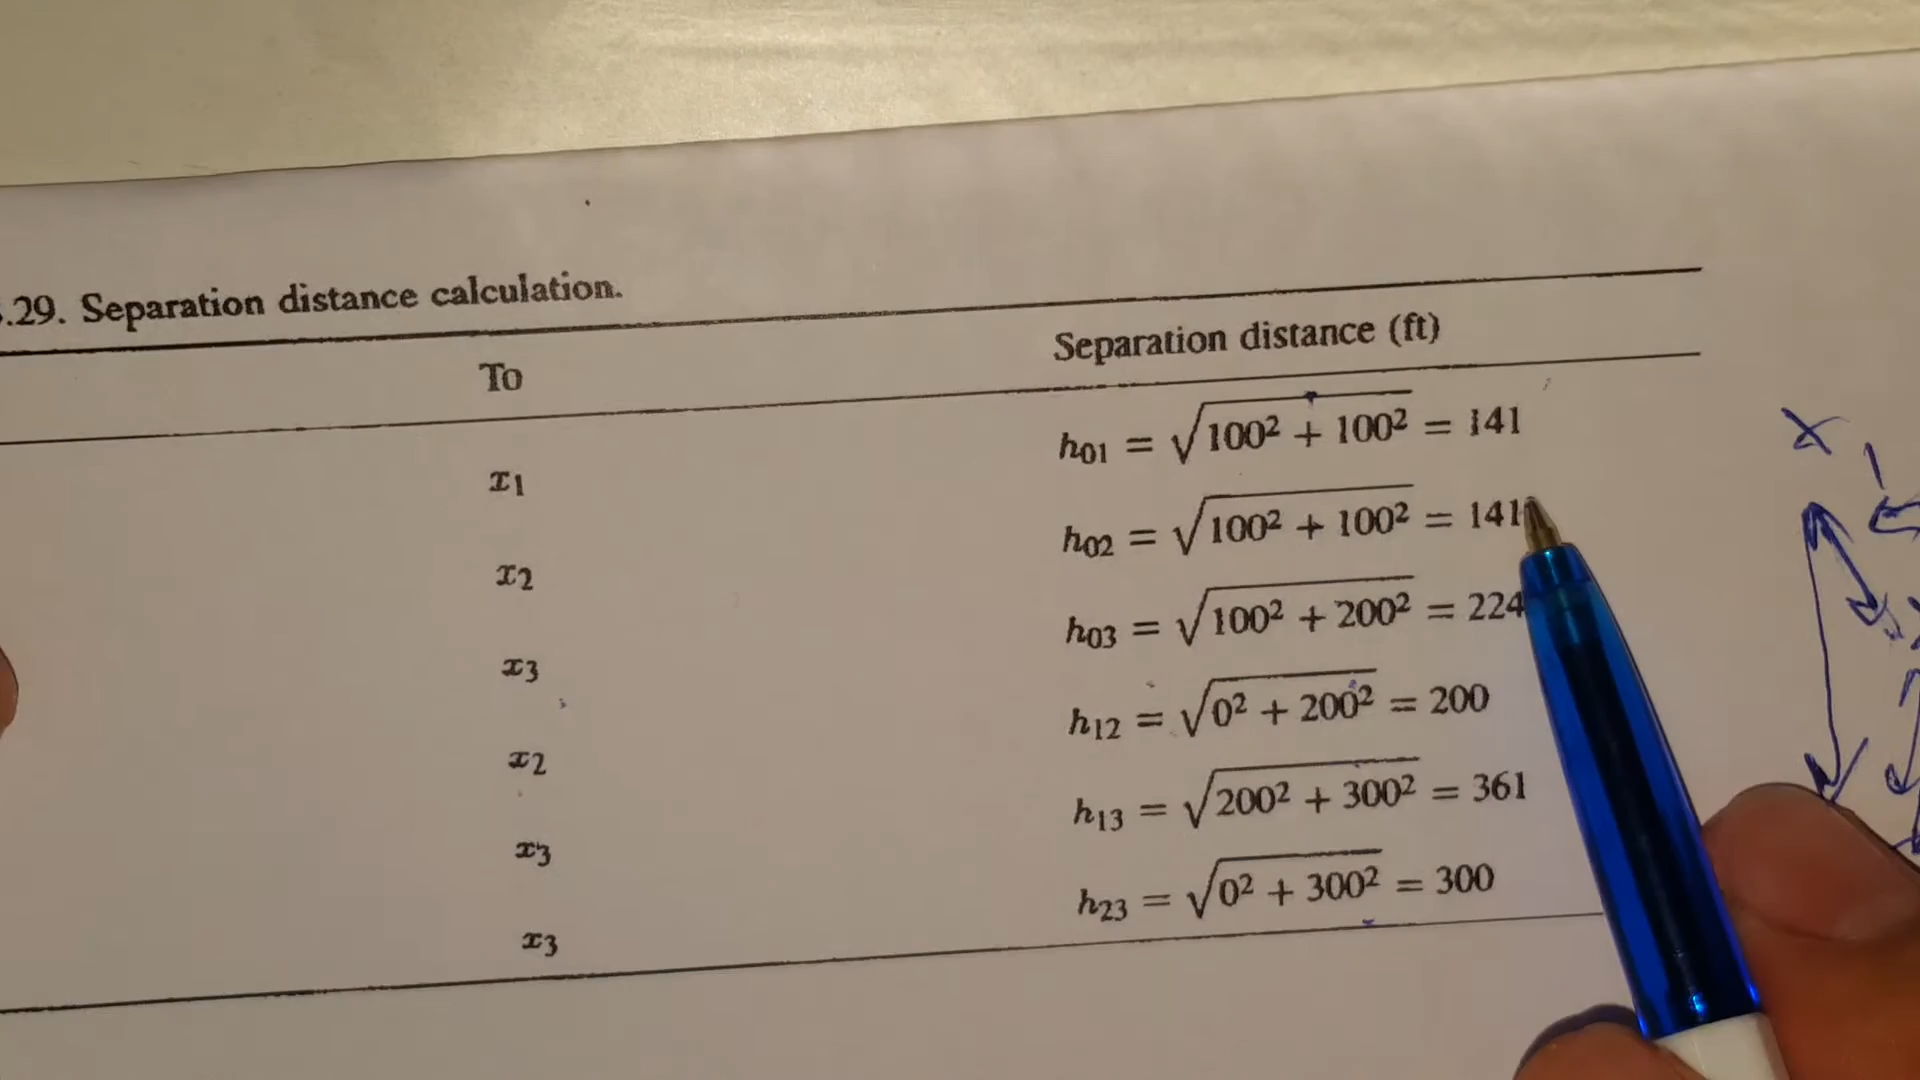 .29. Separation distance calculation.
To Separation distance (ft)
x₁ h₀₁ = √(100² + 100²) = 141
x₂ h₀₂ = √(100² + 100²) = 141
x₃ h₀₃ = √(100² + 200²) = 224
x₂ h₁₂ = √(0² + 200²) = 200
x₃ h₁₃ = √(200² + 300²) = 361
x₃ h₂₃ = √(0² + 300²) = 300
x₁